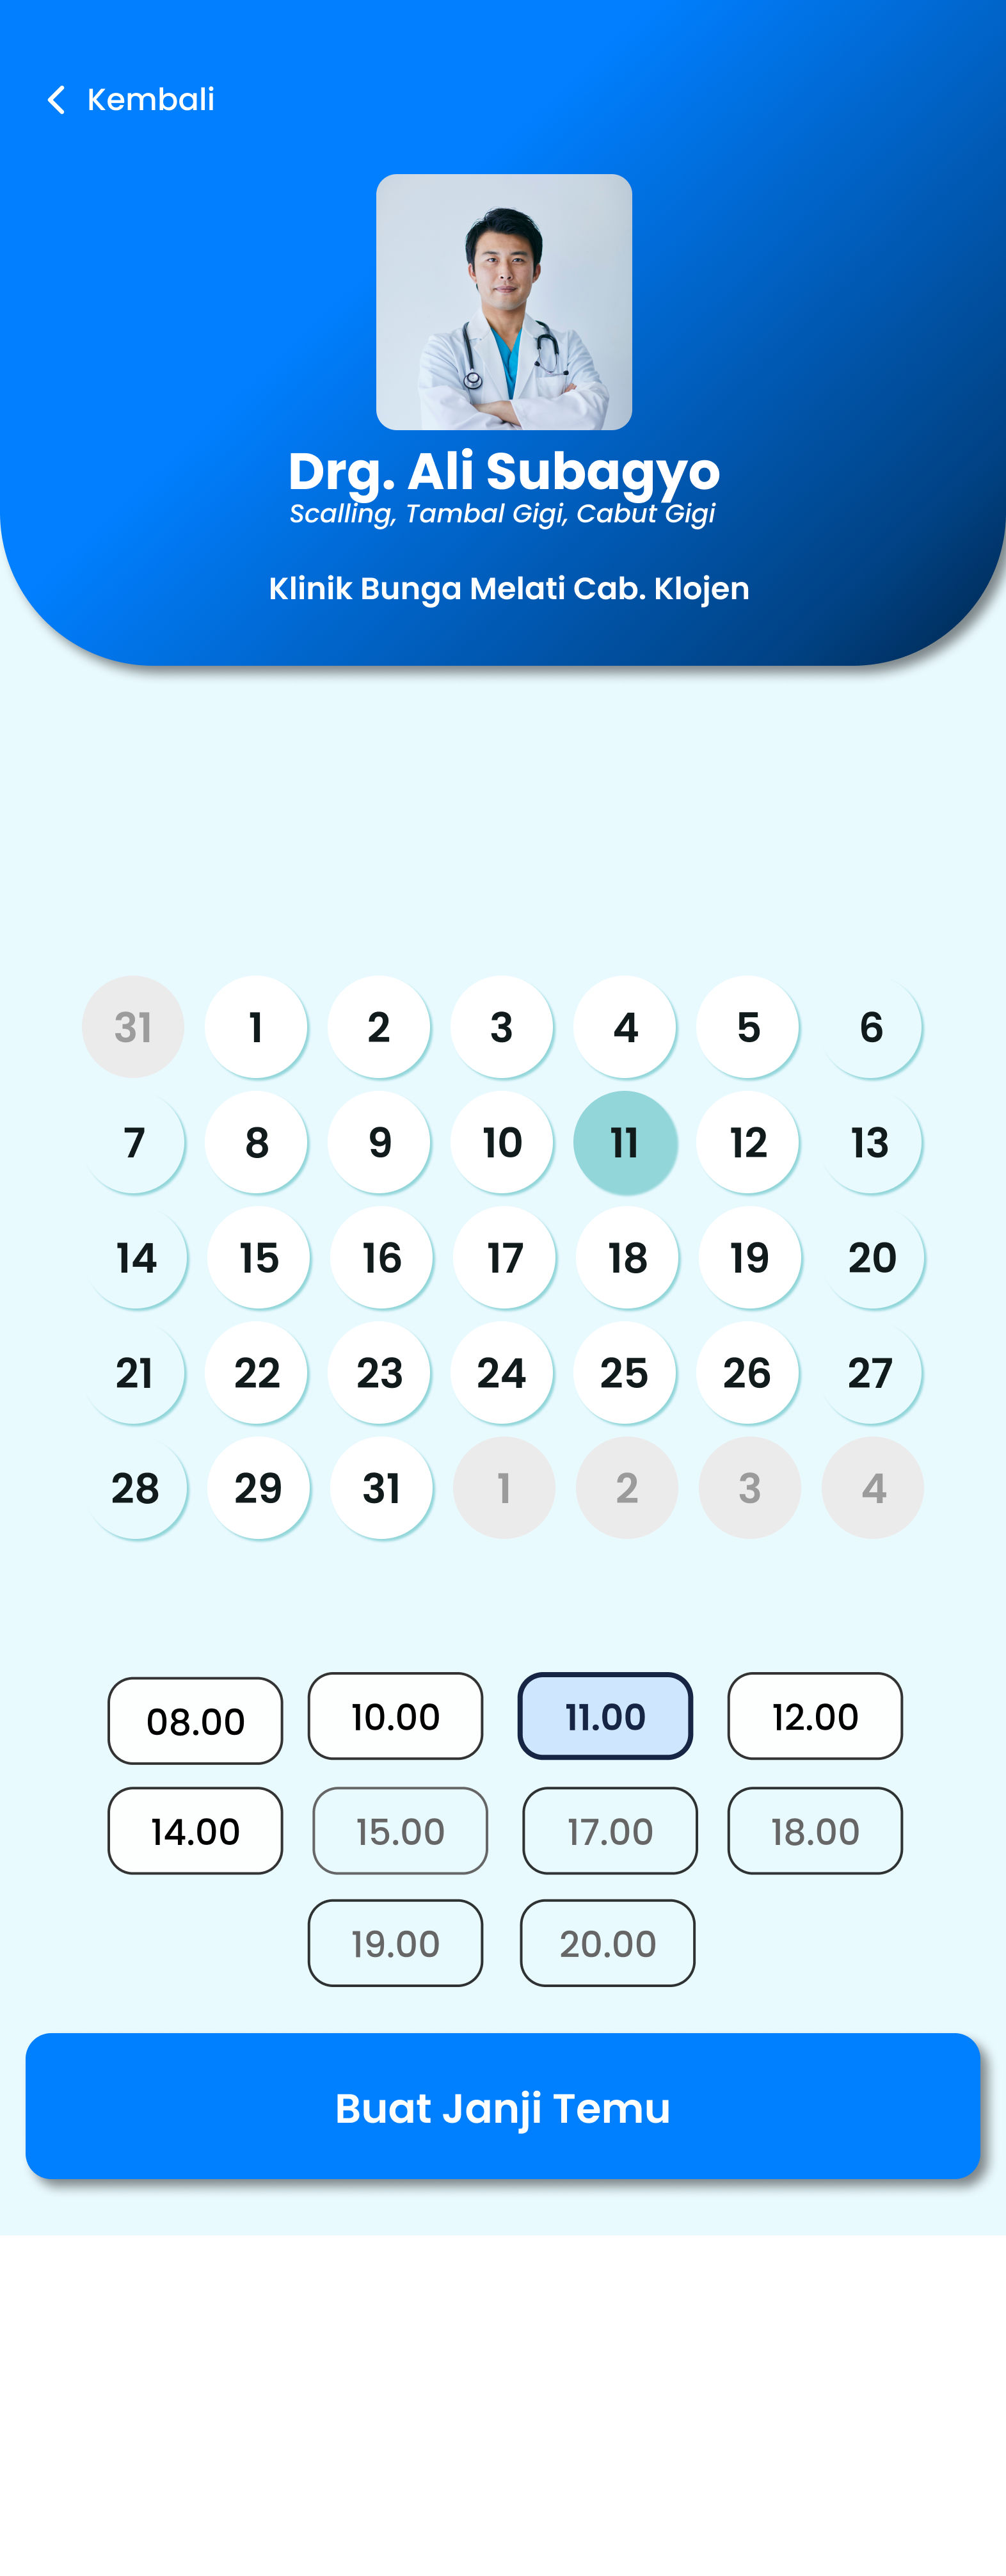 Kembali
Drg. Ali Subagyo
Scalling, Tambal Gigi, Cabut Gigi
Klinik Bunga Melati Cab. Klojen
31 1 2 3 4 5 6
7 8 9 10 11 12 13
14 15 16 17 18 19 20
21 22 23 24 25 26 27
28 29 31 1 2 3 4
08.00 10.00 11.00 12.00
14.00 15.00 17.00 18.00
19.00 20.00
Buat Janji Temu